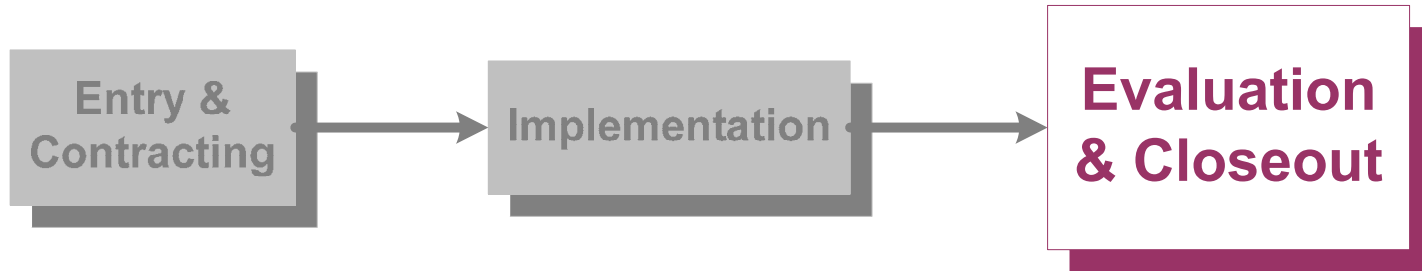 Entry &
Contracting
Implementation
Evaluation
& Closeout